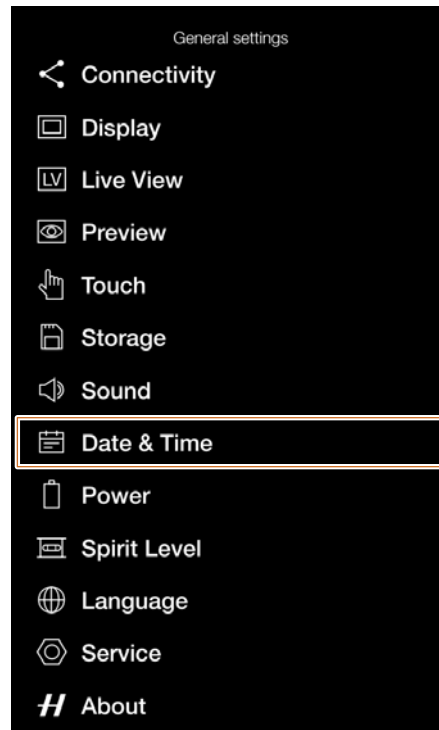 General settings
Connectivity
Display
LV Live View
Preview
Touch
Storage
Sound
Date & Time
Power
Spirit Level
Language
Service
H About